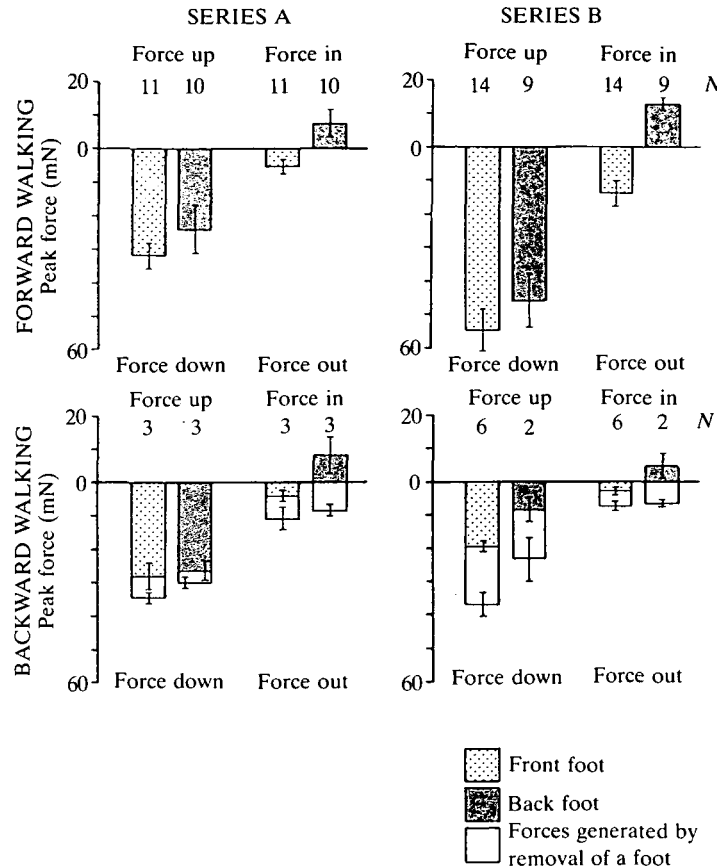 SERIES A
SERIES B
Force up
Force in
Force up
Force in
11 10 11 10
14 9 14 9 N
20
0
60
20
0
60
FORWARD WALKING
Peak force (mN)
Force down
Force out
Force down
Force out
Force up
Force in
Force up
Force in
3 3 3 3
6 2 6 2 N
20
0
60
20
0
60
BACKWARD WALKING
Peak force (mN)
Force down
Force out
Force down
Force out
Front foot
Back foot
Forces generated by
removal of a foot